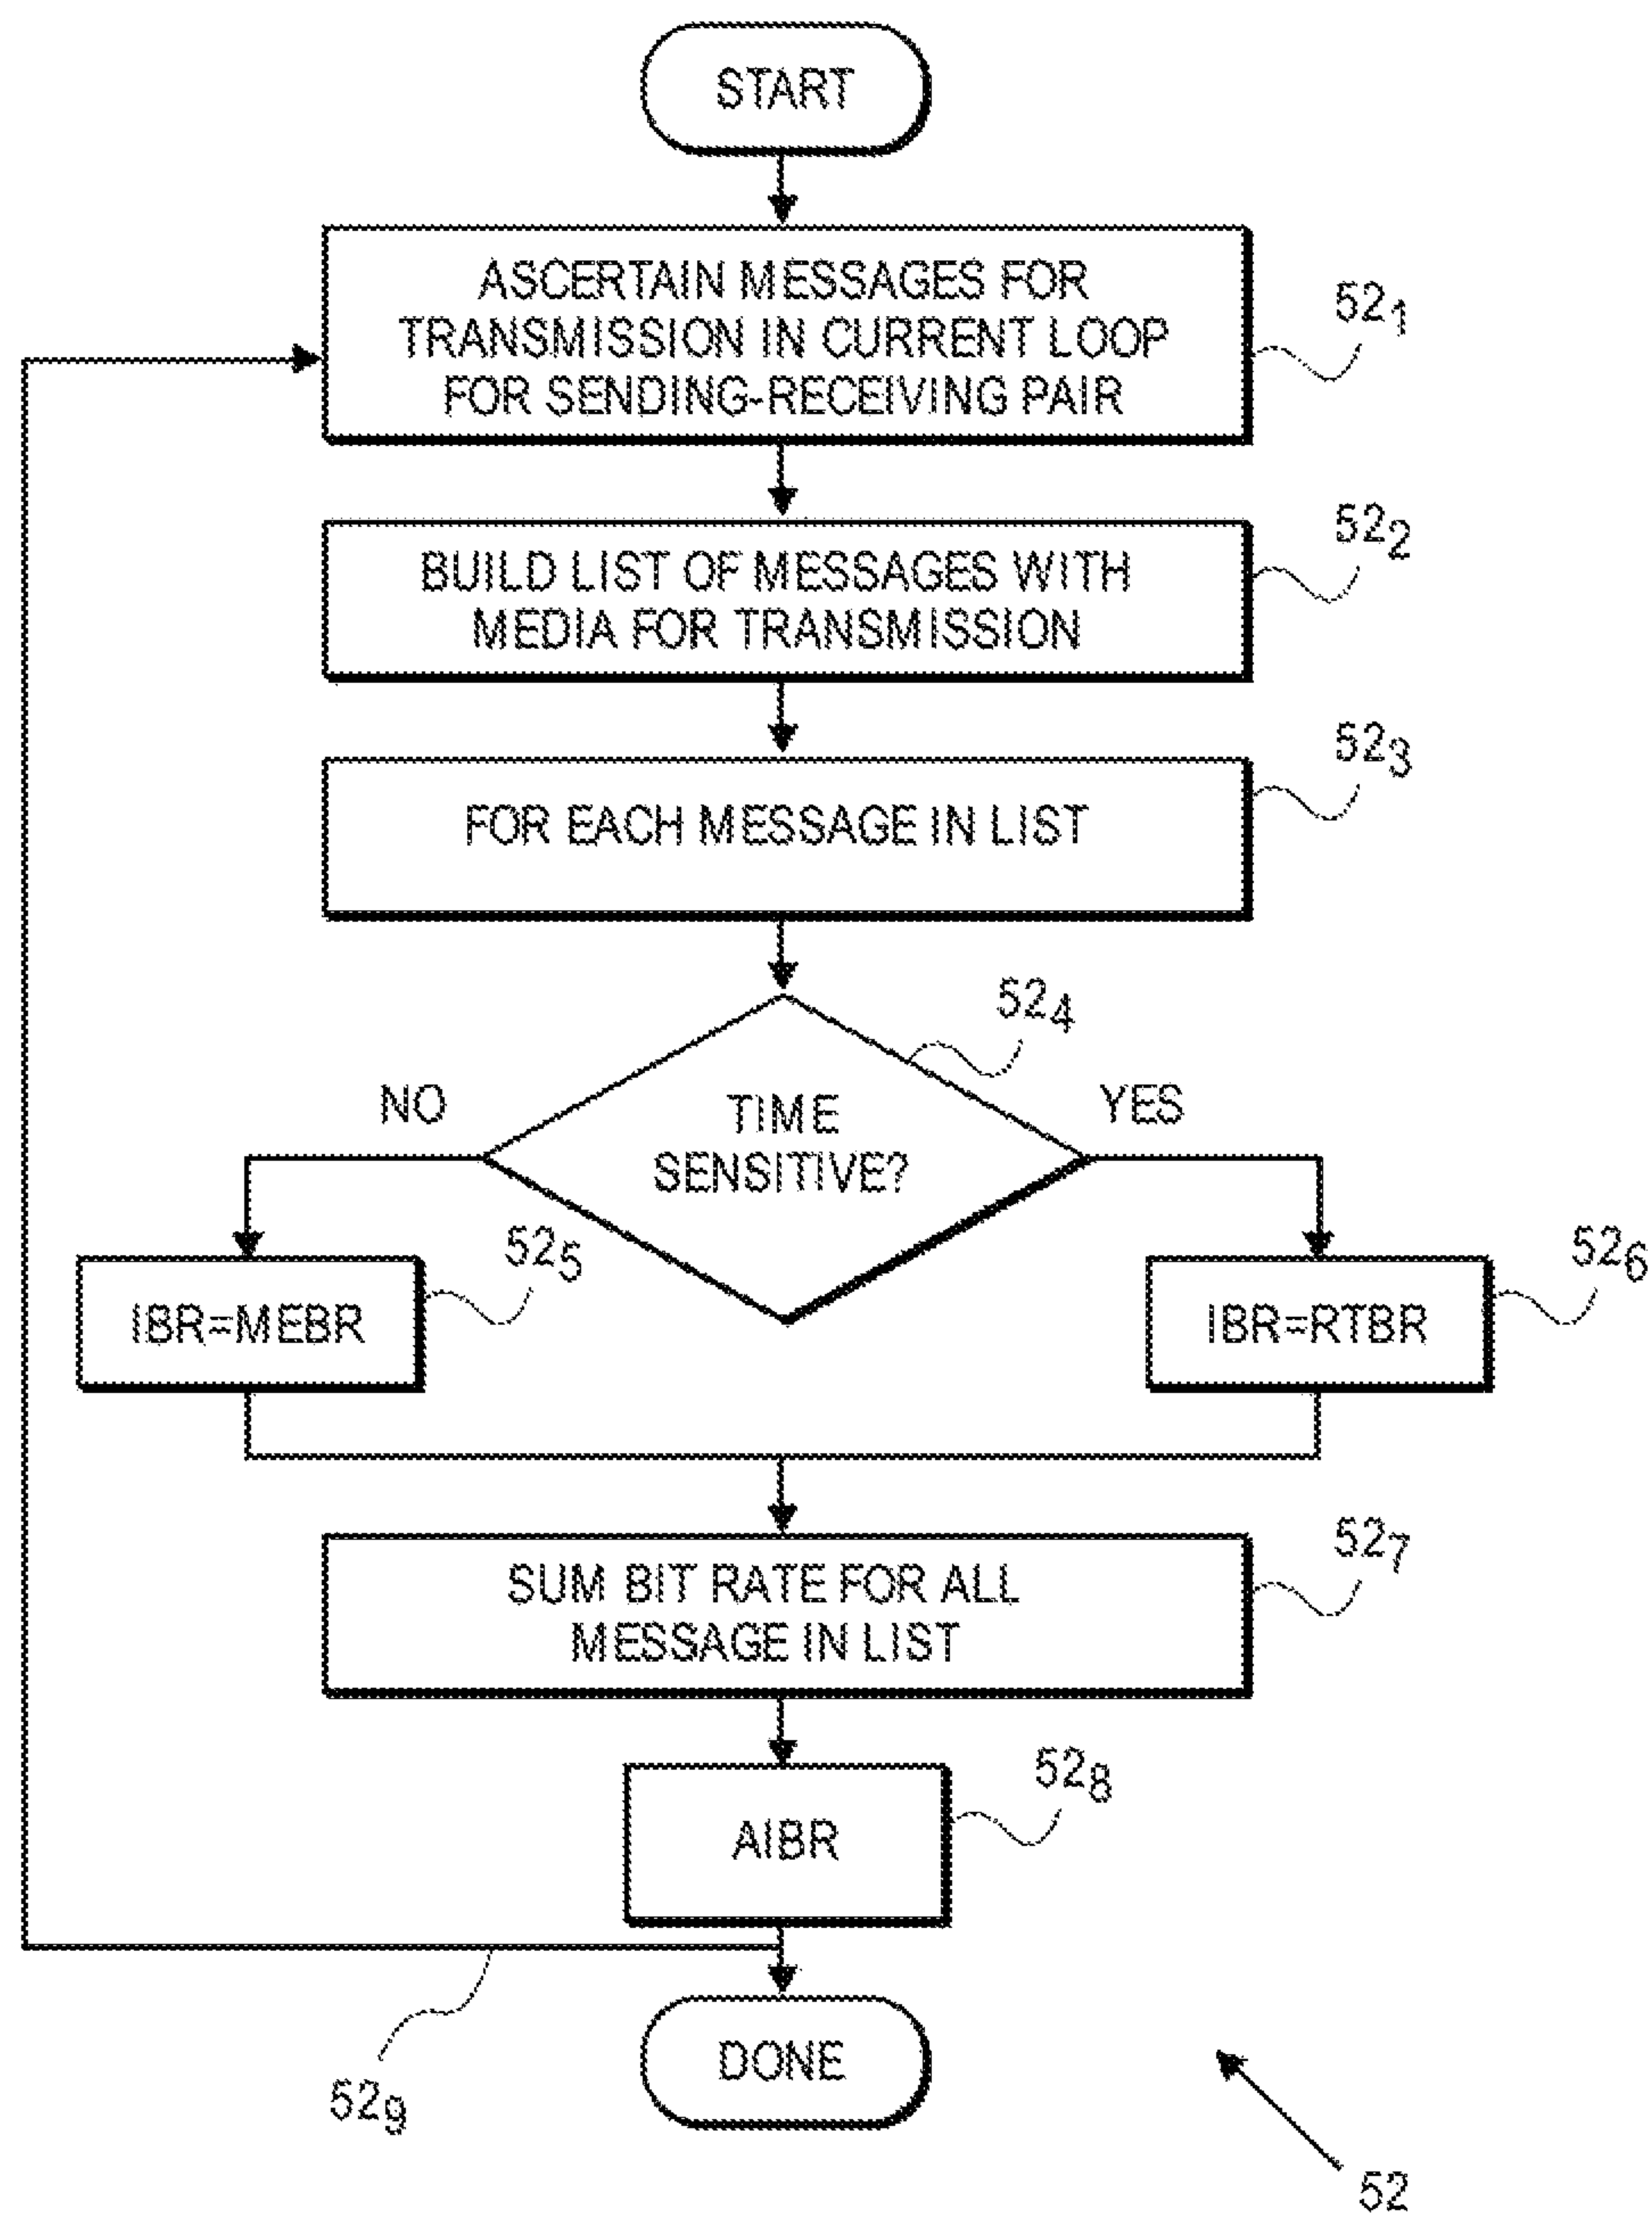 START
ASCERTAIN MESSAGES FOR
TRANSMISSION IN CURRENT LOOP
FOR SENDING-RECEIVING PAIR
52₁
BUILD LIST OF MESSAGES WITH
MEDIA FOR TRANSMISSION
52₂
FOR EACH MESSAGE IN LIST
52₃
TIME
SENSITIVE?
52₄
NO
YES
IBR=MEBR
52₅
IBR=RTBR
52₆
SUM BIT RATE FOR ALL
MESSAGE IN LIST
52₇
AIBR
52₈
52₉
DONE
52